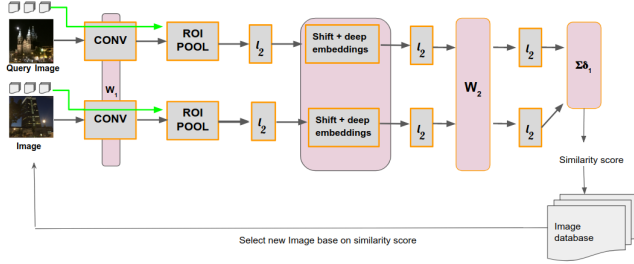 Query Image
CONV
ROI
POOL
l2
Shift + deep
embeddings
l2
W2
l2
Σδ1
W1
Image
CONV
ROI
POOL
l2
Shift + deep
embeddings
l2
l2
Similarity score
Image
database
Select new Image base on similarity score